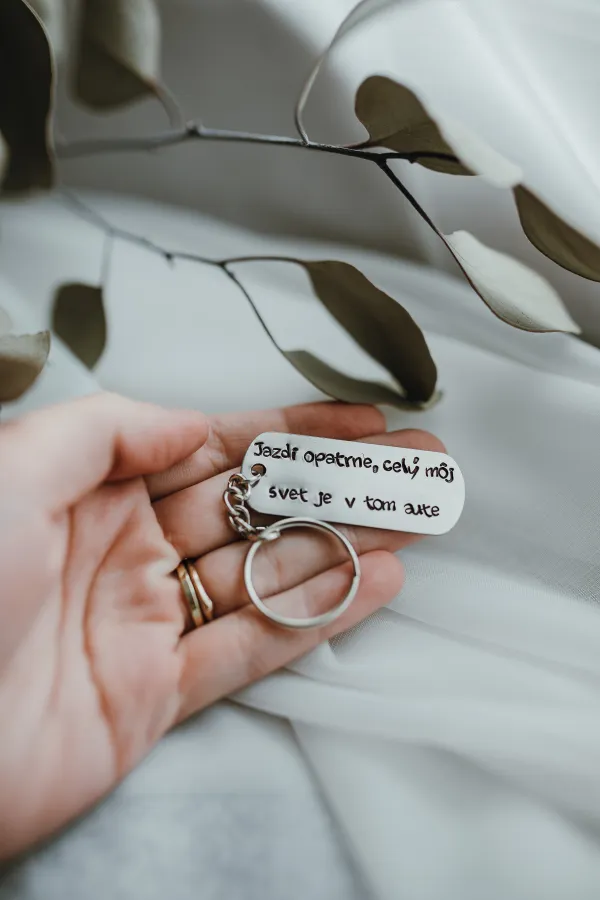 Jazdi opatrne, celý môj
svet je v tom aute